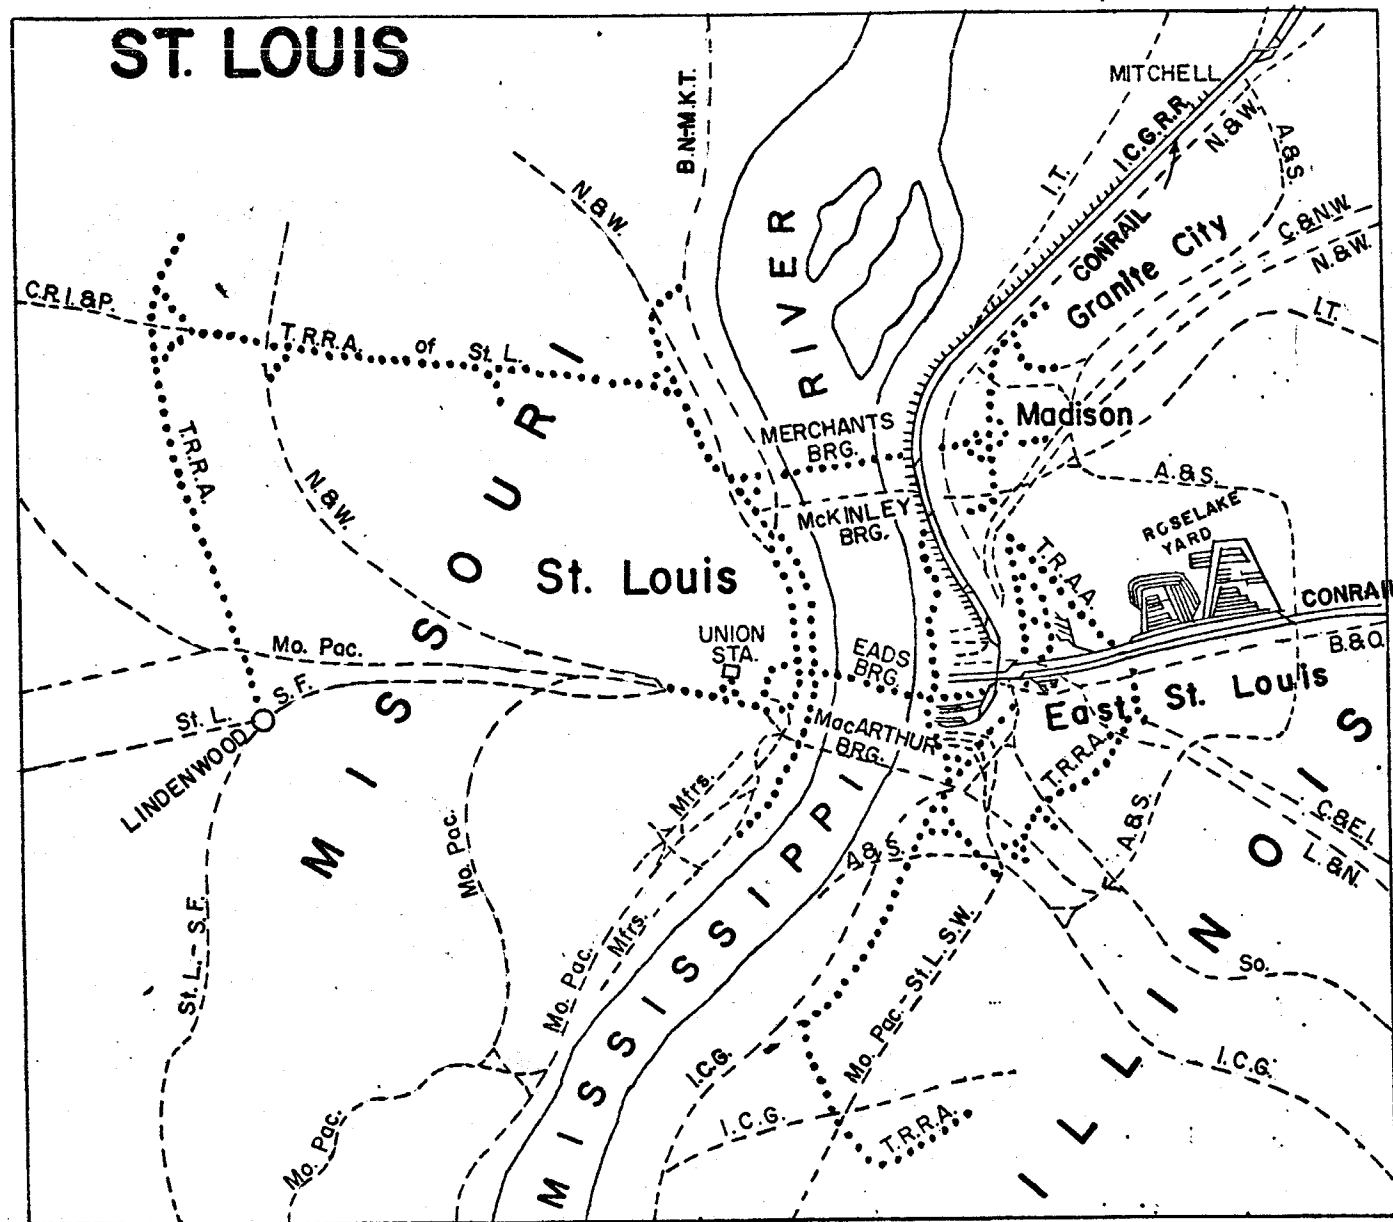 ST. LOUIS
B.N.-M.K.T.
MITCHELL
I.C.G.R.R.
N.&W.
A.&S.
I.T.
N.&W.
CONRAIL
Granite City
C.&N.W.
N.&W.
I.T.
RIVER
C.R.I.&P.
T.R.R.A. of St. L.
T.R.R.A.
MERCHANTS
BRG.
Madison
A.&S.
N.&W.
McKINLEY
BRG.
ROSELAKE
YARD
St. Louis
T.R.A.A.
CONRAIL
B.&O.
UNION
STA.
EADS
BRG.
Mo. Pac.
St. L. S.F.
LINDENWOOD
MISSOURI
East St. Louis
MacARTHUR
BRG.
T.R.R.A.
Mfrs.
A.&S.
A.&S.
C.&E.I.
L.&N.
Mo. Pac.
St. L.-S.F.
Mo. Pac.
Mfrs.
Mo. Pac.-St. L. S.W.
So.
ILLINOIS
MISSISSIPPI
I.C.G.
I.C.G.
I.C.G.
T.R.R.A.
Mo. Pac.